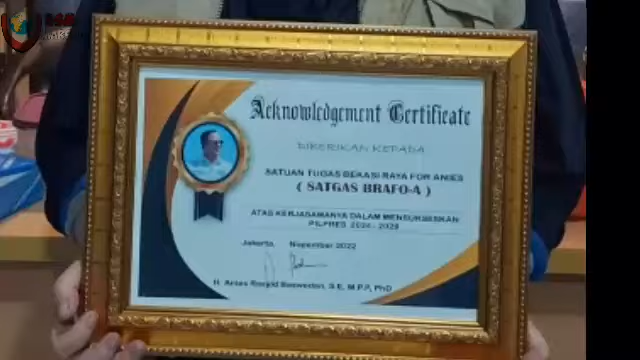 Acknowledgement Certificate
DIBERIKAN KEPADA
SATUAN TUGAS BEKASI RAYA FOR ANIES
( SATGAS BRAFO-A )
ATAS KERJASAMANYA DALAM MENSUKSESKAN
PILPRES 2024 - 2029
Jakarta, Nopember 2022
H. Anies Rasyid Baswedan, S.E, M.P.P, PhD